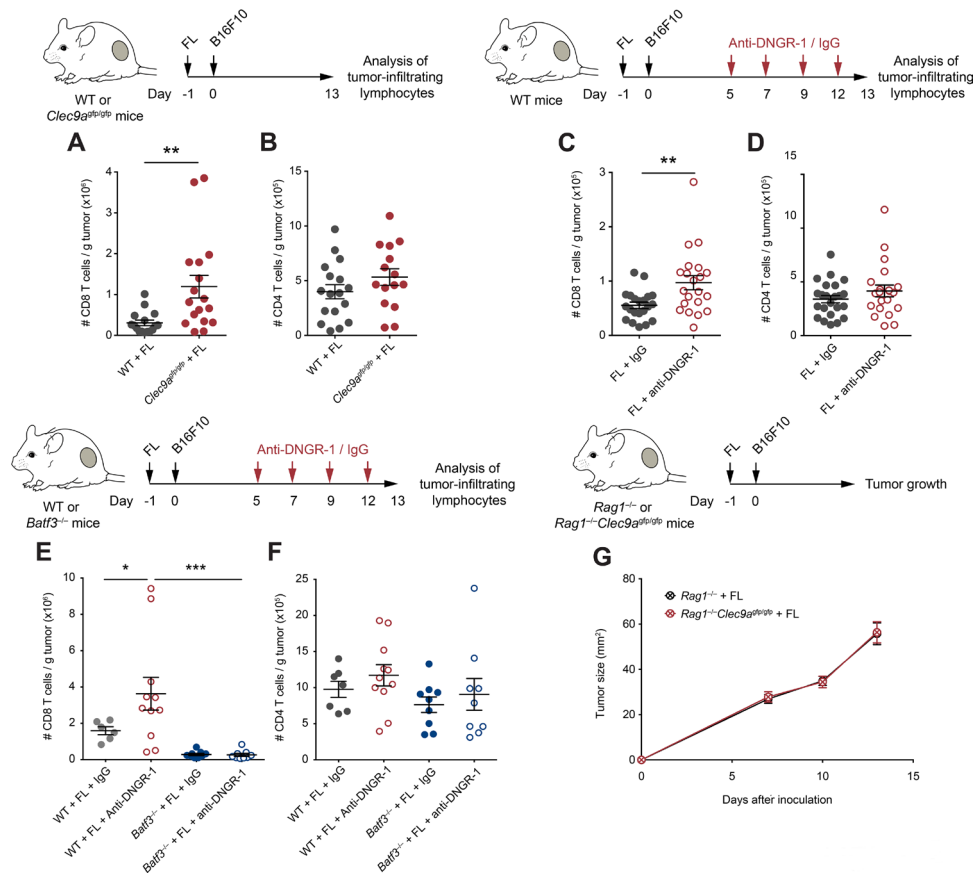 FL
B16F10
Day
-1
0
13
WT or
Clec9aᵍᶠᵖ/ᵍᶠᵖ mice
Analysis of
tumor-infiltrating
lymphocytes
FL
B16F10
Anti-DNGR-1 / IgG
WT mice
Day
-1
0
5
7
9
12
13
Analysis of
tumor-infiltrating
lymphocytes
A
**
# CD8 T cells / g tumor (x10⁶)
4
3
2
1
0
WT + FL
Clec9aᵍᶠᵖ/ᵍᶠᵖ + FL
B
# CD4 T cells / g tumor (x10⁵)
15
10
5
0
WT + FL
Clec9aᵍᶠᵖ/ᵍᶠᵖ + FL
C
**
# CD8 T cells / g tumor (x10⁵)
3
2
1
0
FL + IgG
FL + anti-DNGR-1
D
# CD4 T cells / g tumor (x10⁵)
15
10
5
0
FL + IgG
FL + anti-DNGR-1
FL
B16F10
Anti-DNGR-1 / IgG
WT or
Batf3⁻/⁻ mice
Day
-1
0
5
7
9
12
13
Analysis of
tumor-infiltrating
lymphocytes
FL
B16F10
Day
-1
0
Tumor growth
Rag1⁻/⁻ or
Rag1⁻/⁻Clec9aᵍᶠᵖ/ᵍᶠᵖ mice
E
*
***
# CD8 T cells / g tumor (x10⁶)
10
8
6
4
2
0
WT + FL + IgG
WT + FL + Anti-DNGR-1
Batf3⁻/⁻ + FL + IgG
Batf3⁻/⁻ + FL + anti-DNGR-1
F
# CD4 T cells / g tumor (x10⁵)
25
20
15
10
5
0
WT + FL + IgG
WT + FL + Anti-DNGR-1
Batf3⁻/⁻ + FL + IgG
Batf3⁻/⁻ + FL + anti-DNGR-1
G
Tumor size (mm²)
80
60
40
20
0
Rag1⁻/⁻ + FL
Rag1⁻/⁻Clec9aᵍᶠᵖ/ᵍᶠᵖ + FL
0
5
10
15
Days after inoculation